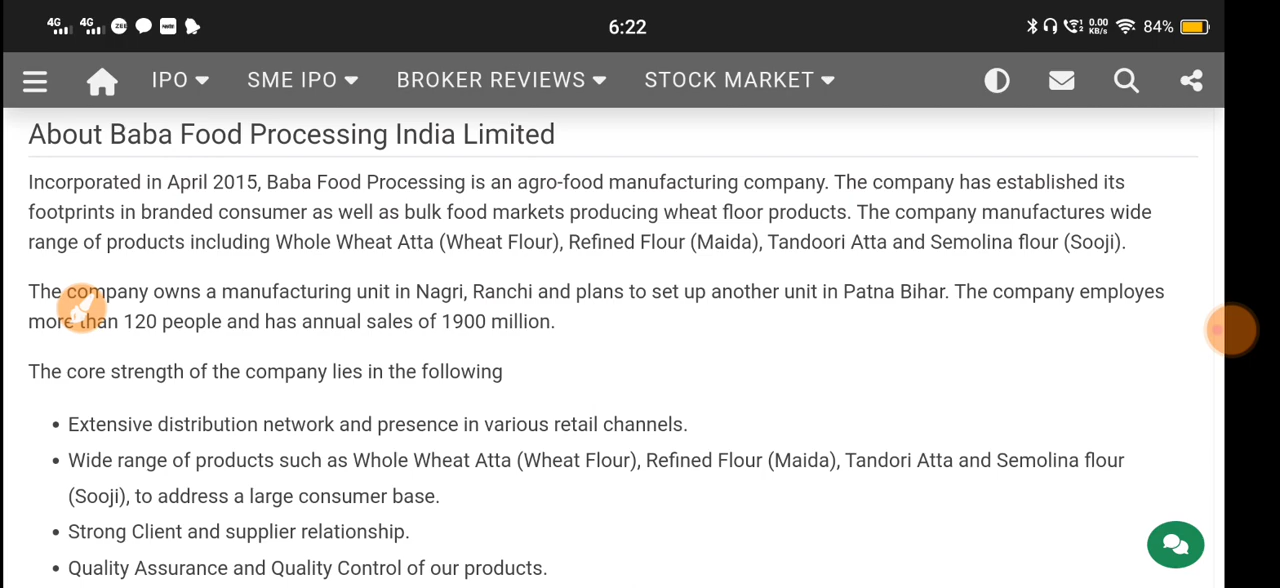 4G 4G ZEE 6:22 2 0.00 KB/s 84%
IPO SME IPO BROKER REVIEWS STOCK MARKET
About Baba Food Processing India Limited
Incorporated in April 2015, Baba Food Processing is an agro-food manufacturing company. The company has established its
footprints in branded consumer as well as bulk food markets producing wheat floor products. The company manufactures wide
range of products including Whole Wheat Atta (Wheat Flour), Refined Flour (Maida), Tandoori Atta and Semolina flour (Sooji).
The company owns a manufacturing unit in Nagri, Ranchi and plans to set up another unit in Patna Bihar. The company employes
more than 120 people and has annual sales of 1900 million.
The core strength of the company lies in the following
• Extensive distribution network and presence in various retail channels.
• Wide range of products such as Whole Wheat Atta (Wheat Flour), Refined Flour (Maida), Tandori Atta and Semolina flour
(Sooji), to address a large consumer base.
• Strong Client and supplier relationship.
• Quality Assurance and Quality Control of our products.